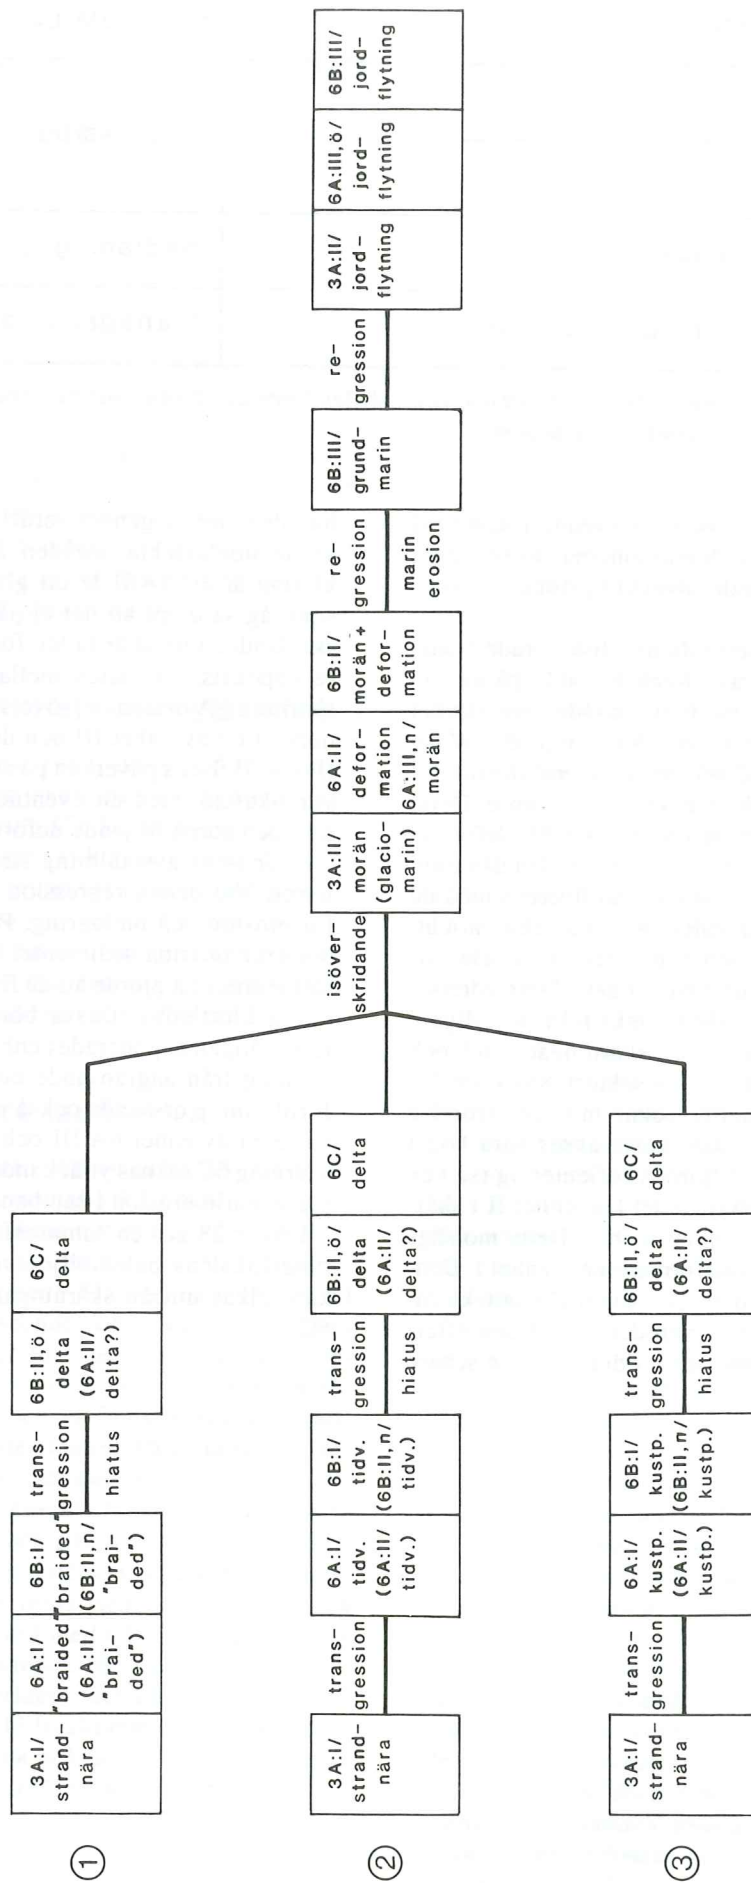 ①
3A:I/
strand-
nära
6A:I/
"braided"
(6A:II/
"brai-
ded")
6B:I/
"braided"
(6B:II,n/
"brai-
ded")
trans-
gression
hiatus
6B:II,ö/
delta
(6A:II/
delta?)
6C/
delta
②
3A:I/
strand-
nära
trans-
gression
6A:I/
tidv.
(6A:II/
tidv.)
6B:I/
tidv.
(6B:II,n/
tidv.)
trans-
gression
hiatus
6B:II,ö/
delta
(6A:II/
delta?)
6C/
delta
③
3A:I/
strand-
nära
trans-
gression
6A:I/
kustp.
(6A:II/
kustp.)
6B:I/
kustp.
(6B:II,n/
kustp.)
trans-
gression
hiatus
6B:II,ö/
delta
(6A:II/
delta?)
6C/
delta
isöver-
skridande
3A:II/
morän
(glacio-
marin)
6A:II/
defor-
mation
6A:III,n/
morän
6B:II/
morän+
defor-
mation
re-
gression
marin
erosion
6B:III/
grund-
marin
re-
gression
3A:II/
jord-
flytning
6A:III,ö/
jord-
flytning
6B:III/
jord-
flytning